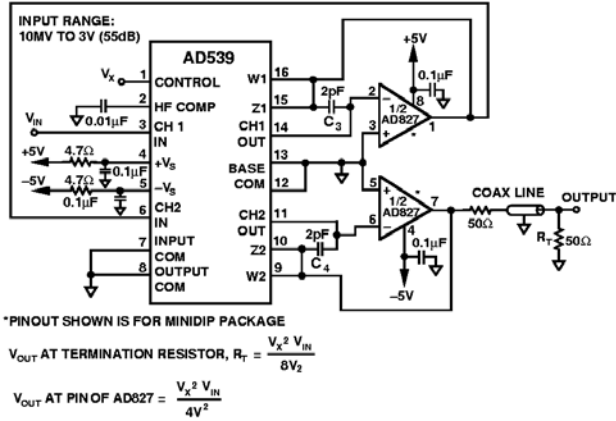 INPUT RANGE:
10MV TO 3V (55dB)
AD539
VX
1
CONTROL
2
HF COMP
0.01µF
VIN
3
CH 1
IN
+5V
4.7Ω
4
+VS
0.1µF
–5V
4.7Ω
5
–VS
0.1µF
6
CH2
IN
7
INPUT
COM
8
OUTPUT
COM
W1
16
Z1
15
CH1
OUT
14
BASE
COM
13
12
CH2
OUT
11
Z2
10
W2
9
2pF
C3
2pF
C4
+5V
0.1µF
8
2
–
1/2
AD827
1
3
+
5
+
1/2
AD827
7
6
–
4
0.1µF
–5V
COAX LINE
50Ω
OUTPUT
RT
50Ω
*PINOUT SHOWN IS FOR MINIDIP PACKAGE
VOUT AT TERMINATION RESISTOR, RT = VX² VIN
8V2
VOUT AT PIN OF AD827 = VX² VIN
4V²